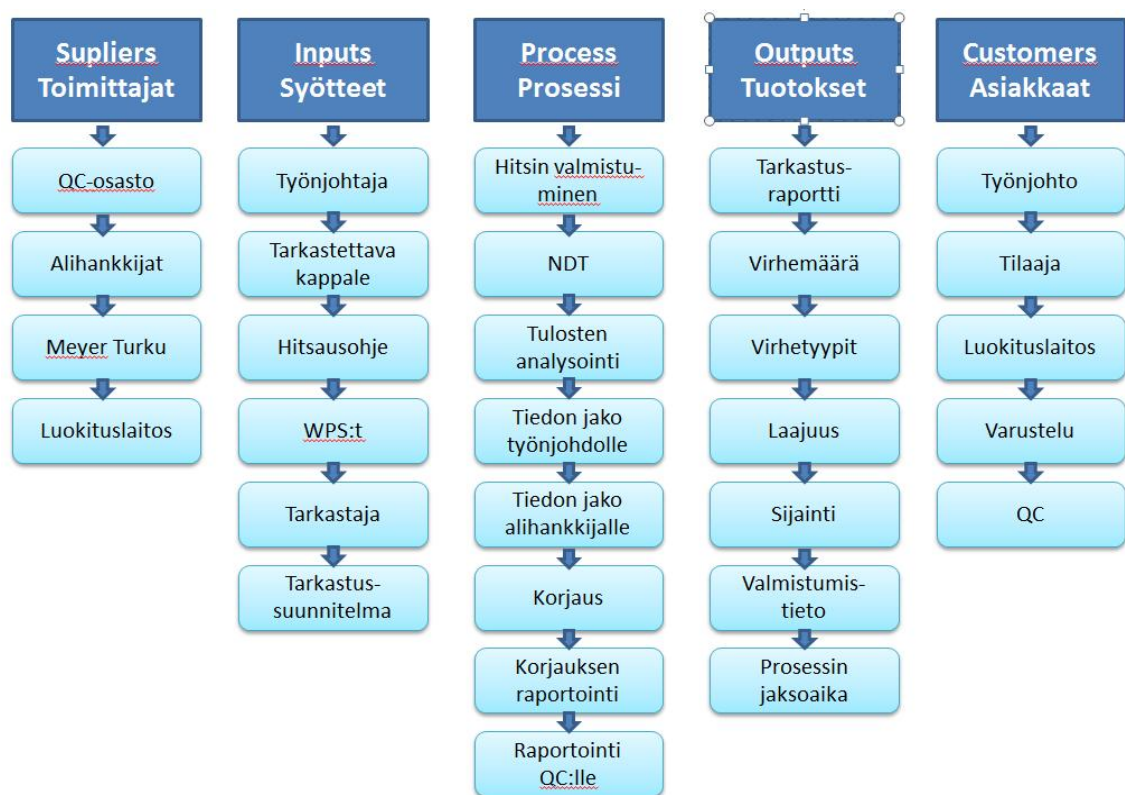 Supliers
Toimittajat
QC-osasto
Alihankkijat
Meyer Turku
Luokituslaitos
Inputs
Syötteet
Työnjohtaja
Tarkastettava
kappale
Hitsausohje
WPS:t
Tarkastaja
Tarkastus-
suunnitelma
Process
Prosessi
Hitsin valmistu-
minen
NDT
Tulosten
analysointi
Tiedon jako
työnjohdolle
Tiedon jako
alihankkijalle
Korjaus
Korjauksen
raportointi
Raportointi
QC:lle
Outputs
Tuotokset
Tarkastus-
raportti
Virhemäärä
Virhetyypit
Laajuus
Sijainti
Valmistumis-
tieto
Prosessin
jaksoaika
Customers
Asiakkaat
Työnjohto
Tilaaja
Luokituslaitos
Varustelu
QC